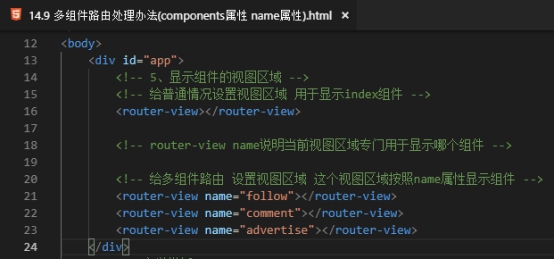 14.9 多组件路由处理办法(components属性 name属性).html ×
12 <body>
13 <div id="app">
14 <!-- 5、显示组件的视图区域 -->
15 <!-- 给普通情况设置视图区域 用于显示index组件 -->
16 <router-view></router-view>
17
18 <!-- router-view name说明当前视图区域专门用于显示哪个组件 -->
19
20 <!-- 给多组件路由 设置视图区域 这个视图区域按照name属性显示组件 -->
21 <router-view name="follow"></router-view>
22 <router-view name="comment"></router-view>
23 <router-view name="advertise"></router-view>
24 </div>